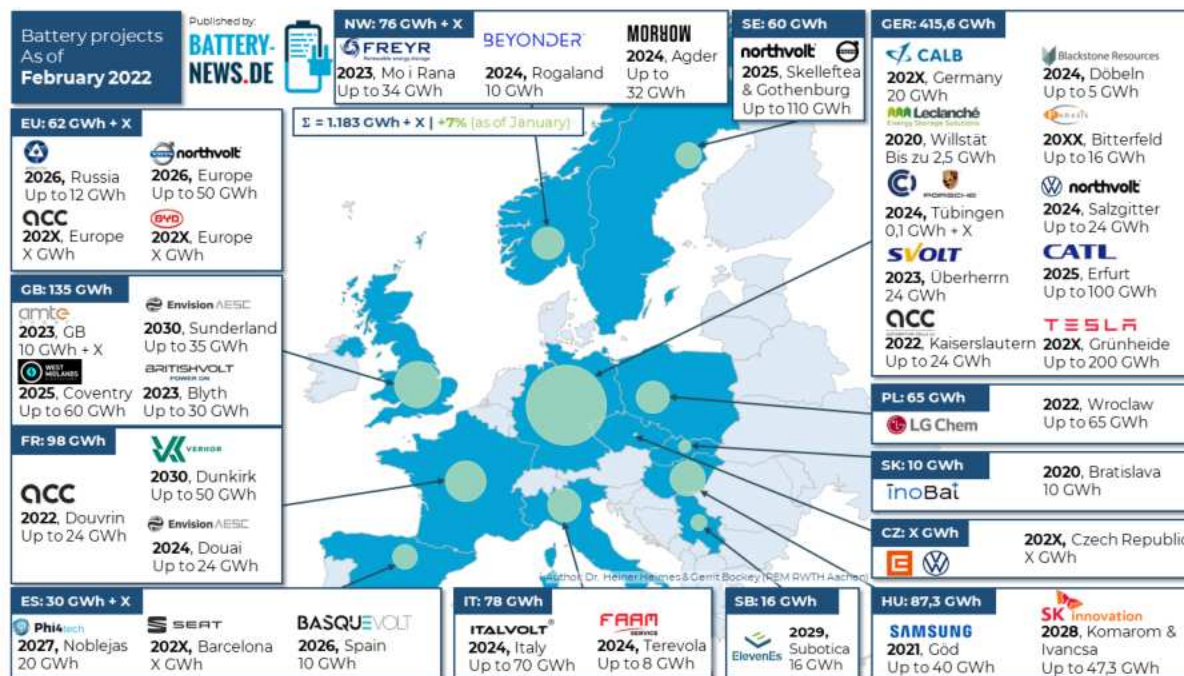 Battery projects
As of
February 2022
Published by:
BATTERY-
NEWS.DE
NW: 76 GWh + X
FREYR
Renewable energy storage
2023, Mo i Rana
Up to 34 GWh
BEYONDER
2024, Rogaland
10 GWh
MORROW
2024, Agder
Up to
32 GWh
SE: 60 GWh
northvolt
VOLVO
2025, Skelleftea
& Gothenburg
Up to 110 GWh
Σ = 1.183 GWh + X | +7% (as of January)
EU: 62 GWh + X
2026, Russia
Up to 12 GWh
northvolt
2026, Europe
Up to 50 GWh
acc
202X, Europe
X GWh
BYD
202X, Europe
X GWh
GB: 135 GWh
amte
2023, GB
10 GWh + X
Envision AESC
2030, Sunderland
Up to 35 GWh
WEST
MIDLANDS
2025, Coventry
Up to 60 GWh
BRITISHVOLT
POWER ON
2023, Blyth
Up to 30 GWh
FR: 98 GWh
acc
2022, Douvrin
Up to 24 GWh
VERKOR
2030, Dunkirk
Up to 50 GWh
Envision AESC
2024, Douai
Up to 24 GWh
ES: 30 GWh + X
Phi4tech
2027, Noblejas
20 GWh
SEAT
202X, Barcelona
X GWh
BASQUEVOLT
2026, Spain
10 GWh
IT: 78 GWh
ITALVOLT®
2024, Italy
Up to 70 GWh
FAAM
SERVICE
2024, Terevola
Up to 8 GWh
SB: 16 GWh
ElevenEs
2029,
Subotica
16 GWh
GER: 415,6 GWh
CALB
202X, Germany
20 GWh
Blackstone Resources
2024, Döbeln
Up to 5 GWh
Leclanché
Energy Storage Solutions
2020, Willstät
Bis zu 2,5 GWh
20XX, Bitterfeld
Up to 16 GWh
PORSCHE
2024, Tübingen
0,1 GWh + X
northvolt
2024, Salzgitter
Up to 24 GWh
SVOLT
2023, Überherrn
24 GWh
CATL
2025, Erfurt
Up to 100 GWh
acc
2022, Kaiserslautern
Up to 24 GWh
TESLA
202X, Grünheide
Up to 200 GWh
PL: 65 GWh
LG Chem
2022, Wroclaw
Up to 65 GWh
SK: 10 GWh
InoBat
2020, Bratislava
10 GWh
CZ: X GWh
202X, Czech Republic
X GWh
HU: 87,3 GWh
SAMSUNG
2021, Göd
Up to 40 GWh
SK innovation
2028, Komarom &
Ivancsa
Up to 47,3 GWh
Author: Dr. Heiner Heimes & Gerrit Bockey (PEM RWTH Aachen)